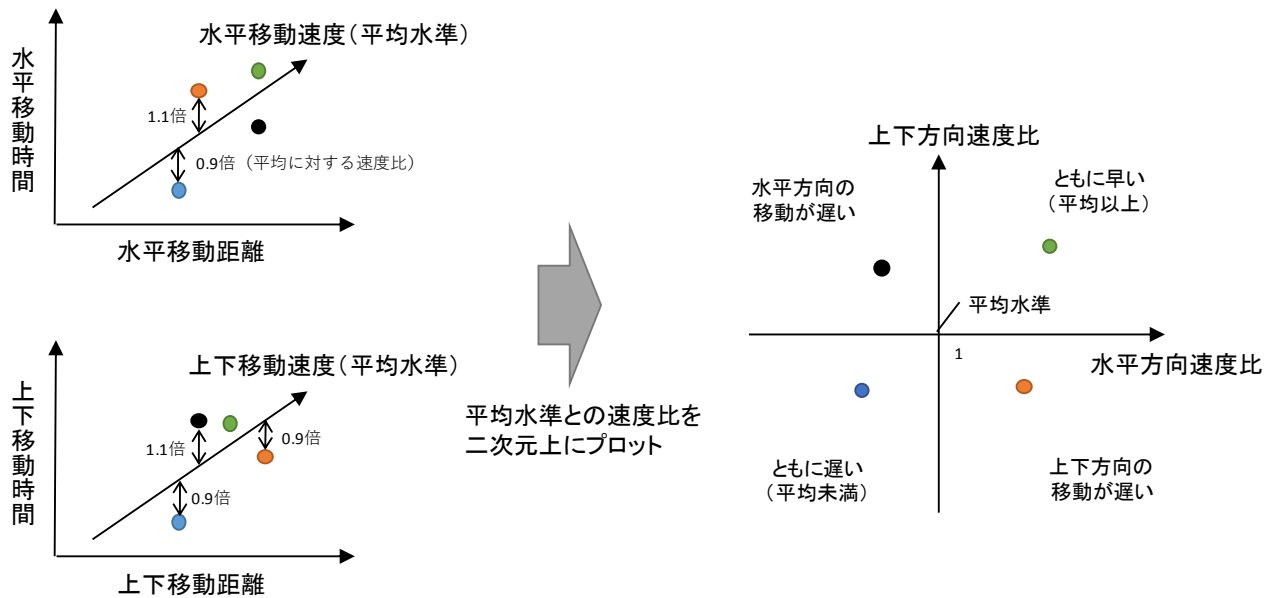 水平移動速度（平均水準）
水平移動時間
1.1倍
0.9倍（平均に対する速度比）
水平移動距離
上下移動速度（平均水準）
上下移動時間
1.1倍
0.9倍
0.9倍
上下移動距離
平均水準との速度比を
二次元上にプロット
上下方向速度比
水平方向の
移動が遅い
ともに早い
（平均以上）
平均水準
1
水平方向速度比
ともに遅い
（平均未満）
上下方向の
移動が遅い